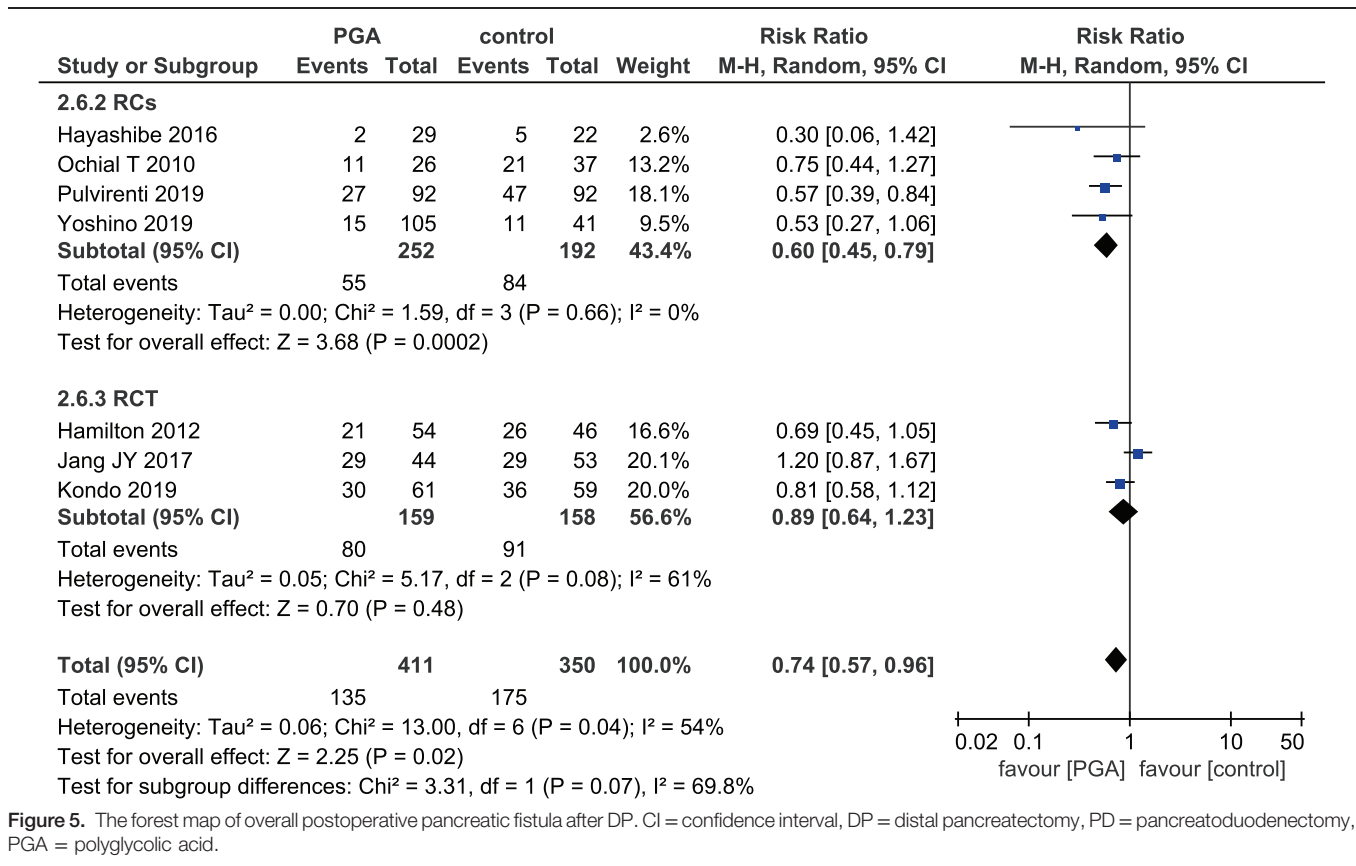 PGA control Risk Ratio Risk Ratio
Study or Subgroup Events Total Events Total Weight M-H, Random, 95% CI M-H, Random, 95% CI
2.6.2 RCs
Hayashibe 2016 2 29 5 22 2.6% 0.30 [0.06, 1.42]
Ochial T 2010 11 26 21 37 13.2% 0.75 [0.44, 1.27]
Pulvirenti 2019 27 92 47 92 18.1% 0.57 [0.39, 0.84]
Yoshino 2019 15 105 11 41 9.5% 0.53 [0.27, 1.06]
Subtotal (95% CI) 252 192 43.4% 0.60 [0.45, 0.79]
Total events 55 84
Heterogeneity: Tau² = 0.00; Chi² = 1.59, df = 3 (P = 0.66); I² = 0%
Test for overall effect: Z = 3.68 (P = 0.0002)
2.6.3 RCT
Hamilton 2012 21 54 26 46 16.6% 0.69 [0.45, 1.05]
Jang JY 2017 29 44 29 53 20.1% 1.20 [0.87, 1.67]
Kondo 2019 30 61 36 59 20.0% 0.81 [0.58, 1.12]
Subtotal (95% CI) 159 158 56.6% 0.89 [0.64, 1.23]
Total events 80 91
Heterogeneity: Tau² = 0.05; Chi² = 5.17, df = 2 (P = 0.08); I² = 61%
Test for overall effect: Z = 0.70 (P = 0.48)
Total (95% CI) 411 350 100.0% 0.74 [0.57, 0.96]
Total events 135 175
Heterogeneity: Tau² = 0.06; Chi² = 13.00, df = 6 (P = 0.04); I² = 54%
Test for overall effect: Z = 2.25 (P = 0.02)
Test for subgroup differences: Chi² = 3.31, df = 1 (P = 0.07), I² = 69.8%
0.02 0.1 1 10 50
favour [PGA] favour [control]
Figure 5. The forest map of overall postoperative pancreatic fistula after DP. CI = confidence interval, DP = distal pancreatectomy, PD = pancreatoduodenectomy,
PGA = polyglycolic acid.